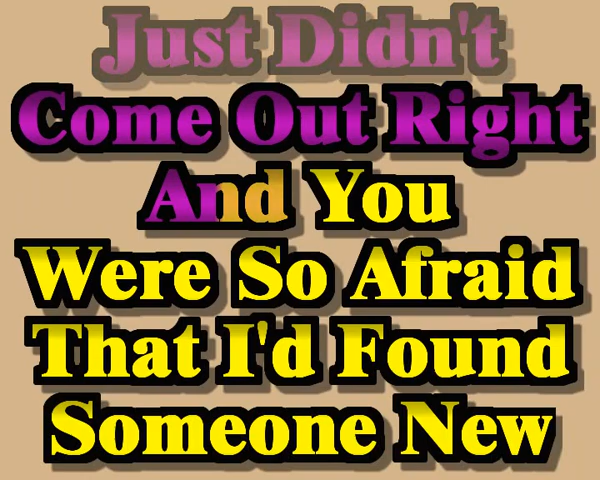 Just Didn't
Come Out Right
And You
Were So Afraid
That I'd Found
Someone New